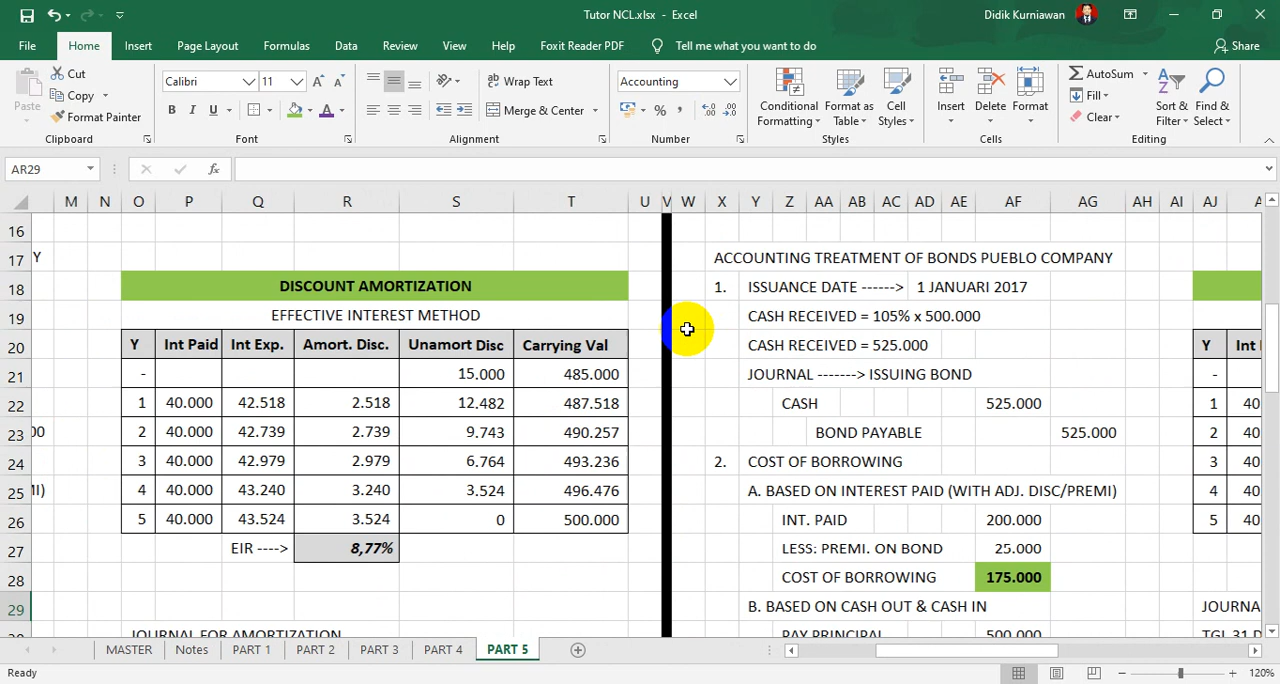 Tutor NCL.xlsx - Excel
Didik Kurniawan
File Home Insert Page Layout Formulas Data Review View Help Foxit Reader PDF Tell me what you want to do Share
Paste Cut Copy Format Painter
Calibri 11
B I U
Wrap Text
Merge & Center
Accounting
%
Conditional Formatting
Format as Table
Cell Styles
Insert Delete Format
AutoSum
Fill
Clear
Sort & Filter
Find & Select
Clipboard Font Alignment Number Styles Cells Editing
AR29 fx
M N O P Q R S T U V W X Y Z AA AB AC AD AE AF AG AH AI AJ
16
17 Y ACCOUNTING TREATMENT OF BONDS PUEBLO COMPANY
18 DISCOUNT AMORTIZATION 1. ISSUANCE DATE ------> 1 JANUARI 2017
19 EFFECTIVE INTEREST METHOD CASH RECEIVED = 105% x 500.000
20 Y Int Paid Int Exp. Amort. Disc. Unamort Disc Carrying Val CASH RECEIVED = 525.000 Y Int
21 - 15.000 485.000 JOURNAL -------> ISSUING BOND -
22 1 40.000 42.518 2.518 12.482 487.518 CASH 525.000 1 40
23 00 2 40.000 42.739 2.739 9.743 490.257 BOND PAYABLE 525.000 2 40
24 3 40.000 42.979 2.979 6.764 493.236 2. COST OF BORROWING 3 40
25 MI) 4 40.000 43.240 3.240 3.524 496.476 A. BASED ON INTEREST PAID (WITH ADJ. DISC/PREMI) 4 40
26 5 40.000 43.524 3.524 0 500.000 INT. PAID 200.000 5 40
27 EIR ----> 8,77% LESS: PREMI. ON BOND 25.000
28 COST OF BORROWING 175.000
29 B. BASED ON CASH OUT & CASH IN JOURNA
JOURNAL FOR AMORTIZATION PAY PRINCIPAL 500.000 TGL 31 D
MASTER Notes PART 1 PART 2 PART 3 PART 4 PART 5
Ready 120%